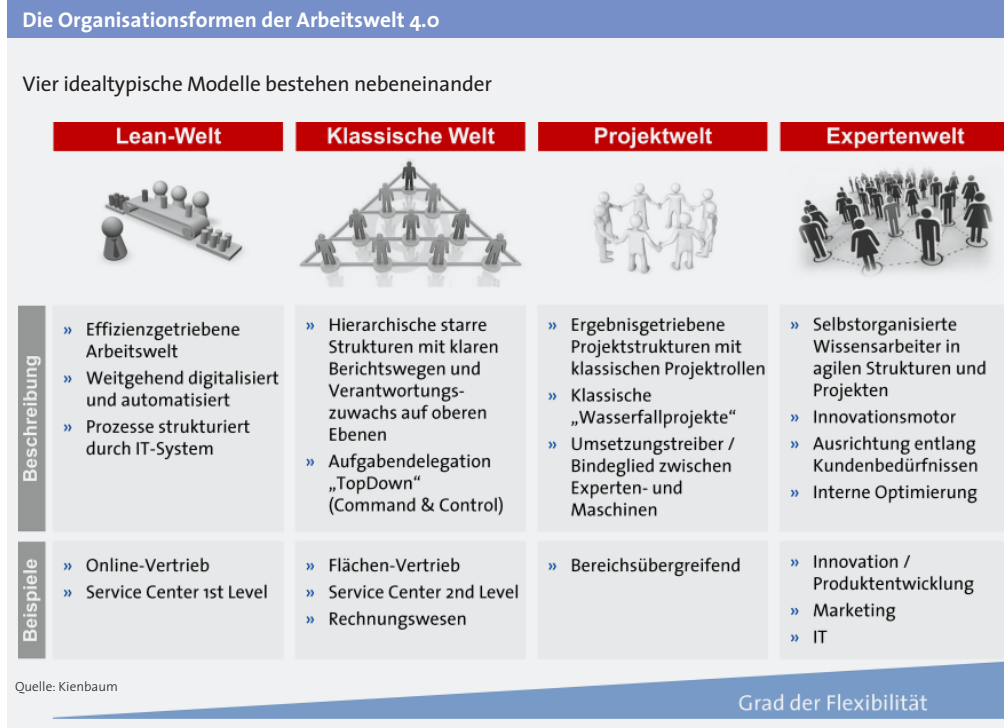 Die Organisationsformen der Arbeitswelt 4.0
Vier idealtypische Modelle bestehen nebeneinander
Lean-Welt
Klassische Welt
Projektwelt
Expertenwelt
Beschreibung
» Effizienzgetriebene
Arbeitswelt
» Weitgehend digitalisiert
und automatisiert
» Prozesse strukturiert
durch IT-System
» Hierarchische starre
Strukturen mit klaren
Berichtswegen und
Verantwortungs-
zuwachs auf oberen
Ebenen
» Aufgabendelegation
„TopDown“
(Command & Control)
» Ergebnisgetriebene
Projektstrukturen mit
klassischen Projektrollen
» Klassische
„Wasserfallprojekte“
» Umsetzungstreiber /
Bindeglied zwischen
Experten- und
Maschinen
» Selbstorganisierte
Wissensarbeiter in
agilen Strukturen und
Projekten
» Innovationsmotor
» Ausrichtung entlang
Kundenbedürfnissen
» Interne Optimierung
Beispiele
» Online-Vertrieb
» Service Center 1st Level
» Flächen-Vertrieb
» Service Center 2nd Level
» Rechnungswesen
» Bereichsübergreifend
» Innovation /
Produktentwicklung
» Marketing
» IT
Quelle: Kienbaum
Grad der Flexibilität